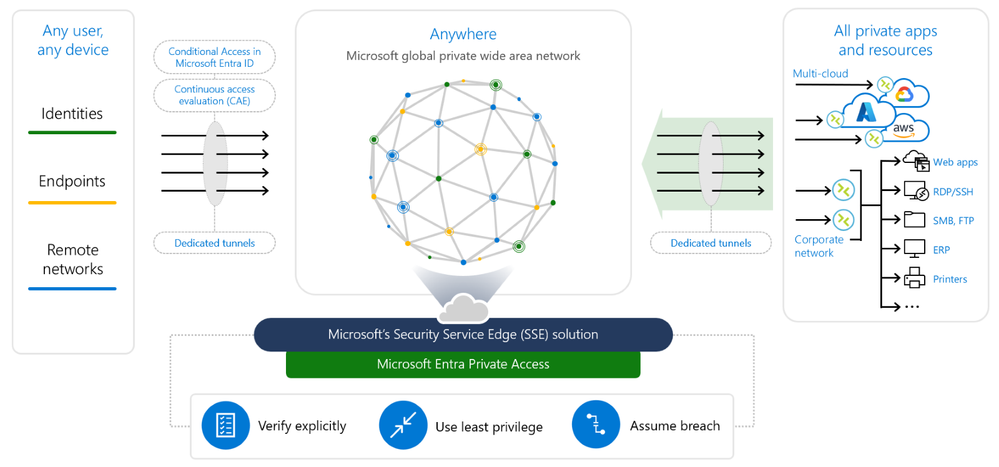 Any user,
any device
Identities
Endpoints
Remote
networks
Conditional Access in
Microsoft Entra ID
Continuous access
evaluation (CAE)
Dedicated tunnels
Anywhere
Microsoft global private wide area network
Dedicated tunnels
All private apps
and resources
Multi-cloud
aws
Web apps
RDP/SSH
SMB, FTP
Corporate
network
ERP
Printers
...
Microsoft's Security Service Edge (SSE) solution
Microsoft Entra Private Access
Verify explicitly
Use least privilege
Assume breach